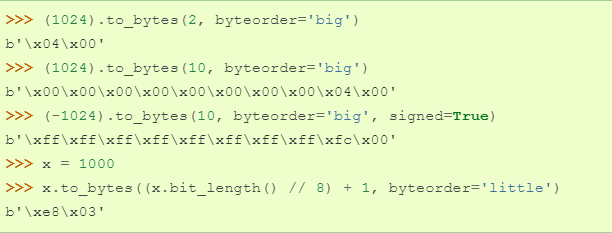 >>> (1024).to_bytes(2, byteorder='big')
b'\x04\x00'
>>> (1024).to_bytes(10, byteorder='big')
b'\x00\x00\x00\x00\x00\x00\x00\x00\x04\x00'
>>> (-1024).to_bytes(10, byteorder='big', signed=True)
b'\xff\xff\xff\xff\xff\xff\xff\xff\xfc\x00'
>>> x = 1000
>>> x.to_bytes((x.bit_length() // 8) + 1, byteorder='little')
b'\xe8\x03'